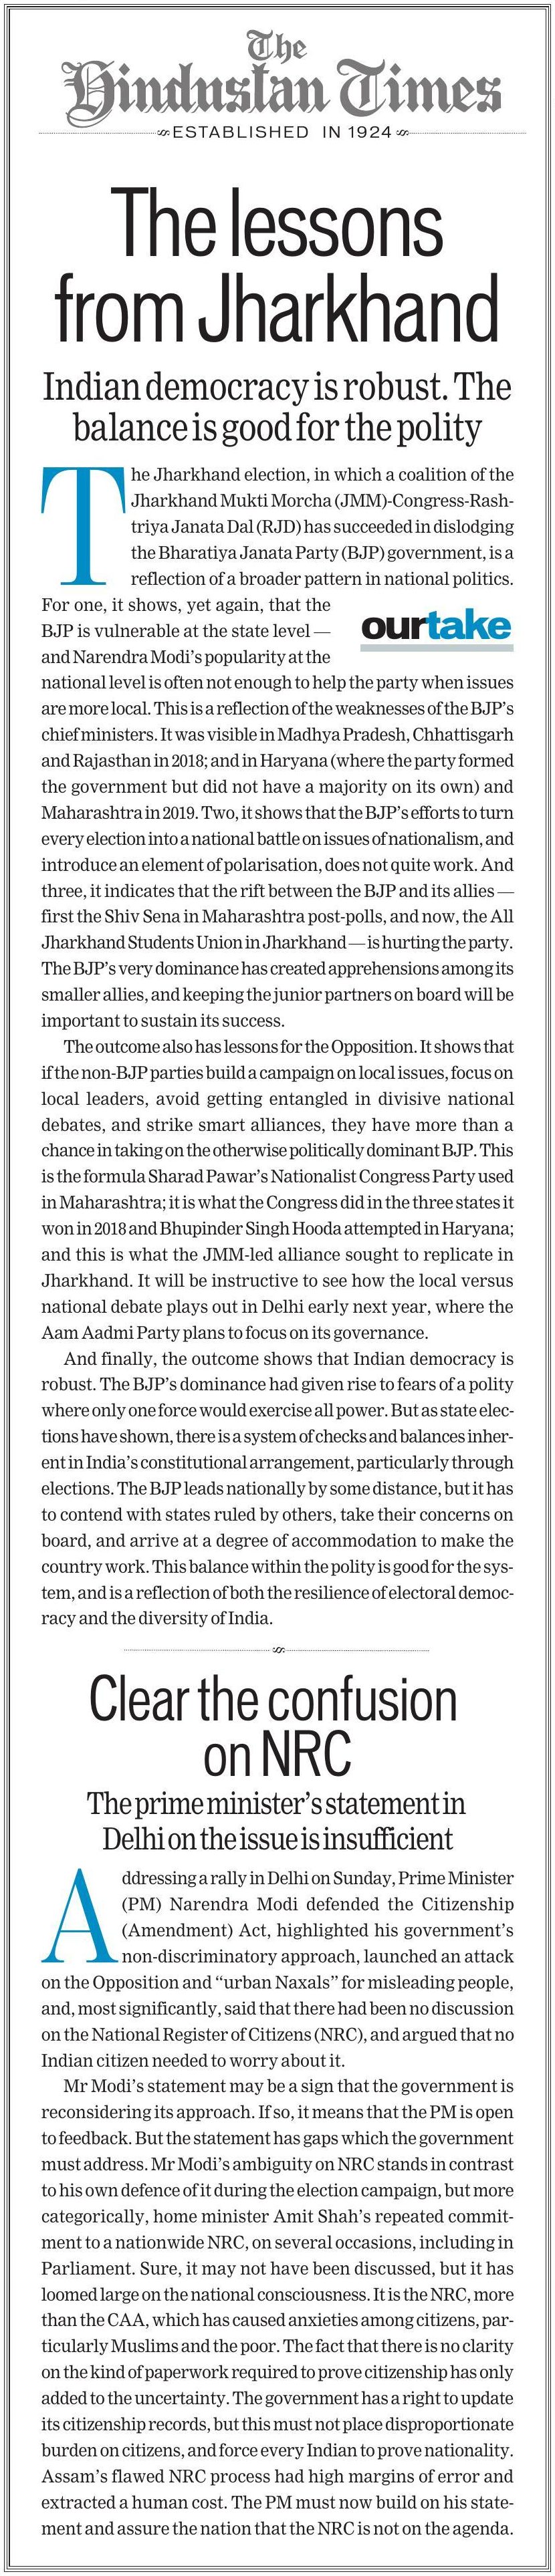 The
Hindustan Times
ESTABLISHED IN 1924
The lessons
from Jharkhand
Indian democracy is robust. The
balance is good for the polity
The Jharkhand election, in which a coalition of the
Jharkhand Mukti Morcha (JMM)-Congress-Rash-
triya Janata Dal (RJD) has succeeded in dislodging
the Bharatiya Janata Party (BJP) government, is a
reflection of a broader pattern in national politics.
For one, it shows, yet again, that the
BJP is vulnerable at the state level —
and Narendra Modi’s popularity at the
ourtake
national level is often not enough to help the party when issues
are more local. This is a reflection of the weaknesses of the BJP’s
chief ministers. It was visible in Madhya Pradesh, Chhattisgarh
and Rajasthan in 2018; and in Haryana (where the party formed
the government but did not have a majority on its own) and
Maharashtra in 2019. Two, it shows that the BJP’s efforts to turn
every election into a national battle on issues of nationalism, and
introduce an element of polarisation, does not quite work. And
three, it indicates that the rift between the BJP and its allies —
first the Shiv Sena in Maharashtra post-polls, and now, the All
Jharkhand Students Union in Jharkhand — is hurting the party.
The BJP’s very dominance has created apprehensions among its
smaller allies, and keeping the junior partners on board will be
important to sustain its success.
The outcome also has lessons for the Opposition. It shows that
if the non-BJP parties build a campaign on local issues, focus on
local leaders, avoid getting entangled in divisive national
debates, and strike smart alliances, they have more than a
chance in taking on the otherwise politically dominant BJP. This
is the formula Sharad Pawar’s Nationalist Congress Party used
in Maharashtra; it is what the Congress did in the three states it
won in 2018 and Bhupinder Singh Hooda attempted in Haryana;
and this is what the JMM-led alliance sought to replicate in
Jharkhand. It will be instructive to see how the local versus
national debate plays out in Delhi early next year, where the
Aam Aadmi Party plans to focus on its governance.
And finally, the outcome shows that Indian democracy is
robust. The BJP’s dominance had given rise to fears of a polity
where only one force would exercise all power. But as state elec-
tions have shown, there is a system of checks and balances inher-
ent in India’s constitutional arrangement, particularly through
elections. The BJP leads nationally by some distance, but it has
to contend with states ruled by others, take their concerns on
board, and arrive at a degree of accommodation to make the
country work. This balance within the polity is good for the sys-
tem, and is a reflection of both the resilience of electoral democ-
racy and the diversity of India.
Clear the confusion
on NRC
The prime minister’s statement in
Delhi on the issue is insufficient
Addressing a rally in Delhi on Sunday, Prime Minister
(PM) Narendra Modi defended the Citizenship
(Amendment) Act, highlighted his government’s
non-discriminatory approach, launched an attack
on the Opposition and “urban Naxals” for misleading people,
and, most significantly, said that there had been no discussion
on the National Register of Citizens (NRC), and argued that no
Indian citizen needed to worry about it.
Mr Modi’s statement may be a sign that the government is
reconsidering its approach. If so, it means that the PM is open
to feedback. But the statement has gaps which the government
must address. Mr Modi’s ambiguity on NRC stands in contrast
to his own defence of it during the election campaign, but more
categorically, home minister Amit Shah’s repeated commit-
ment to a nationwide NRC, on several occasions, including in
Parliament. Sure, it may not have been discussed, but it has
loomed large on the national consciousness. It is the NRC, more
than the CAA, which has caused anxieties among citizens, par-
ticularly Muslims and the poor. The fact that there is no clarity
on the kind of paperwork required to prove citizenship has only
added to the uncertainty. The government has a right to update
its citizenship records, but this must not place disproportionate
burden on citizens, and force every Indian to prove nationality.
Assam’s flawed NRC process had high margins of error and
extracted a human cost. The PM must now build on his state-
ment and assure the nation that the NRC is not on the agenda.